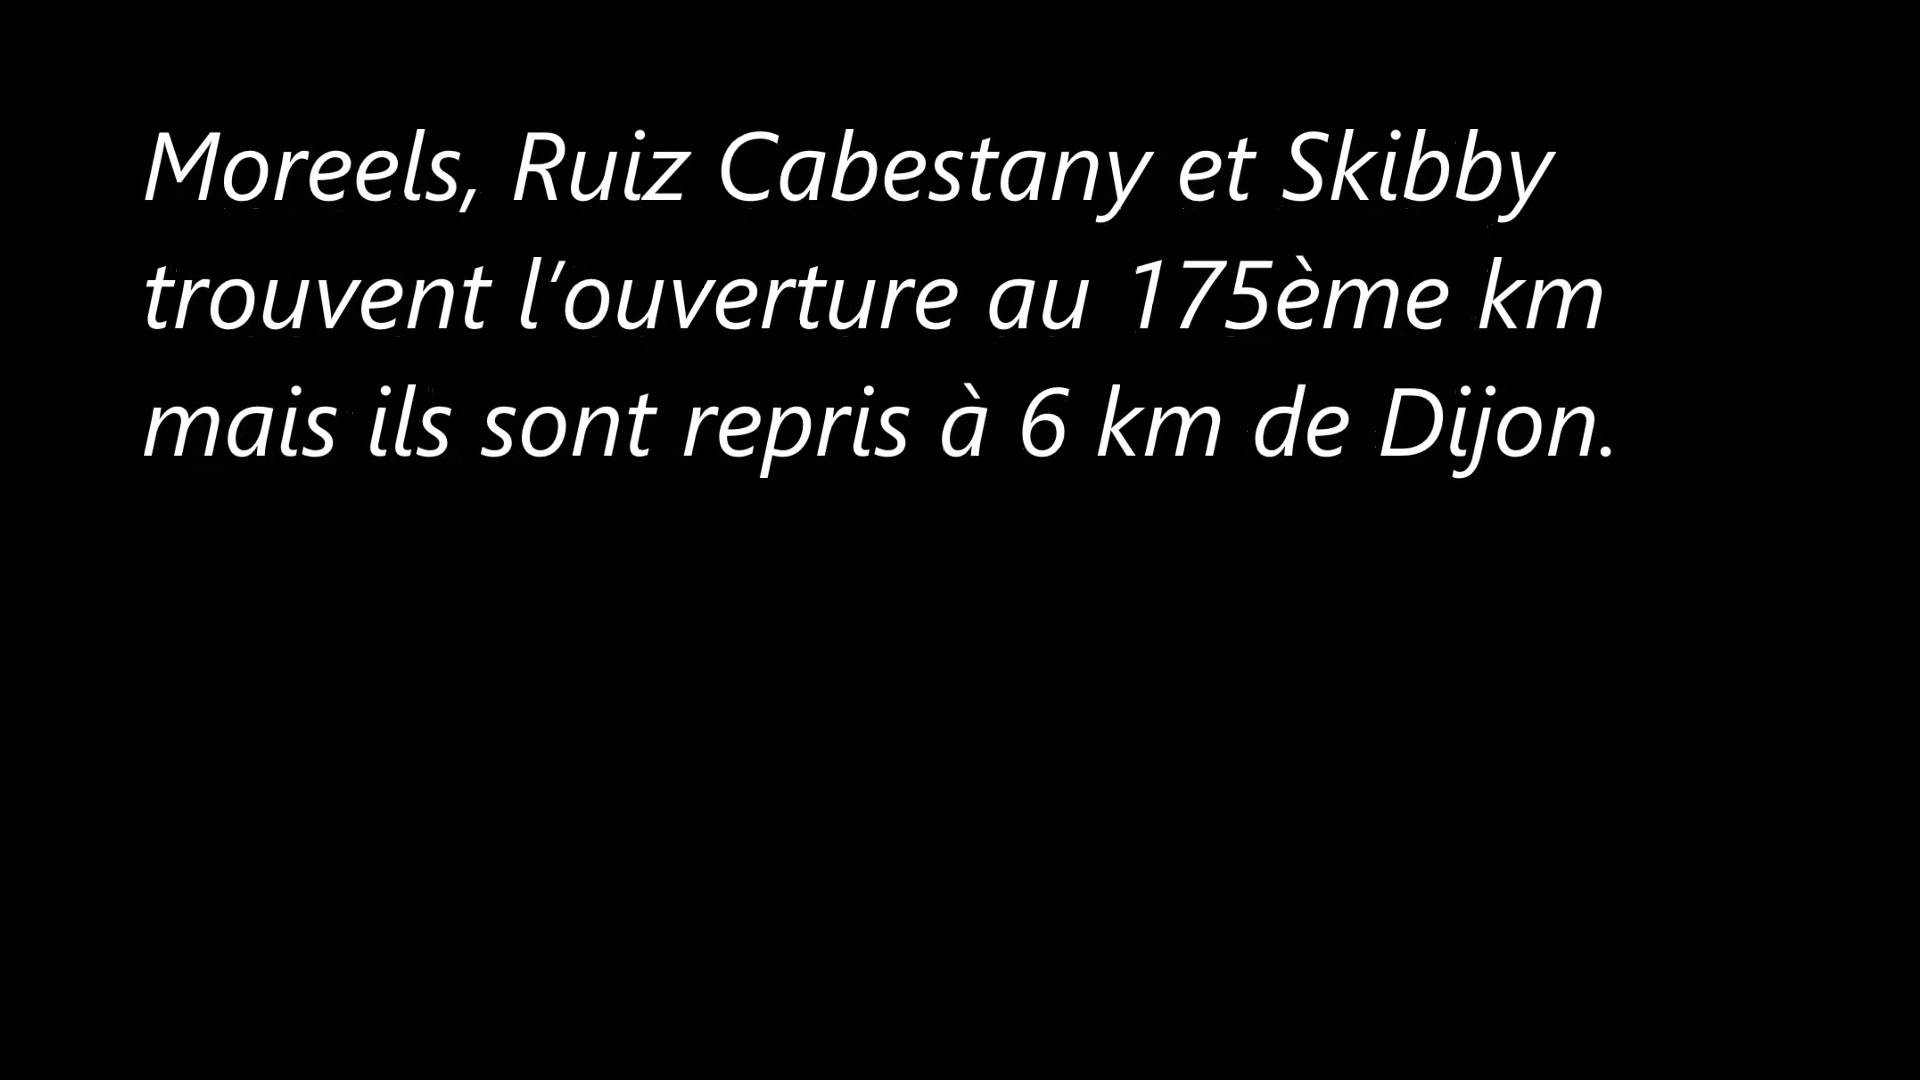 Moreels, Ruiz Cabestany et Skibby
trouvent l’ouverture au 175ème km
mais ils sont repris à 6 km de Dijon.